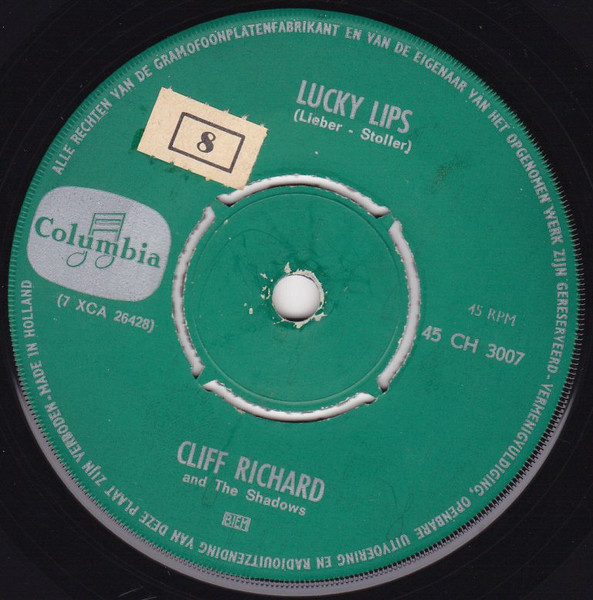 ALLE RECHTEN VAN DE GRAMOFOONPLATENFABRIKANT EN VAN DE EIGENAAR VAN HET OPGENOMEN WERK ZIJN GERESERVEERD- VERMENIGVULDIGING, OPENBARE UITVOERING EN RADIOUITZENDING VAN DEZE PLAAT ZIJN VERBODEN-MADE IN HOLLAND
LUCKY LIPS
(Lieber - Stoller)
8
Columbia
(7 XCA 26428)
45 RPM
45 CH 3007
CLIFF RICHARD
and The Shadows
BIEM